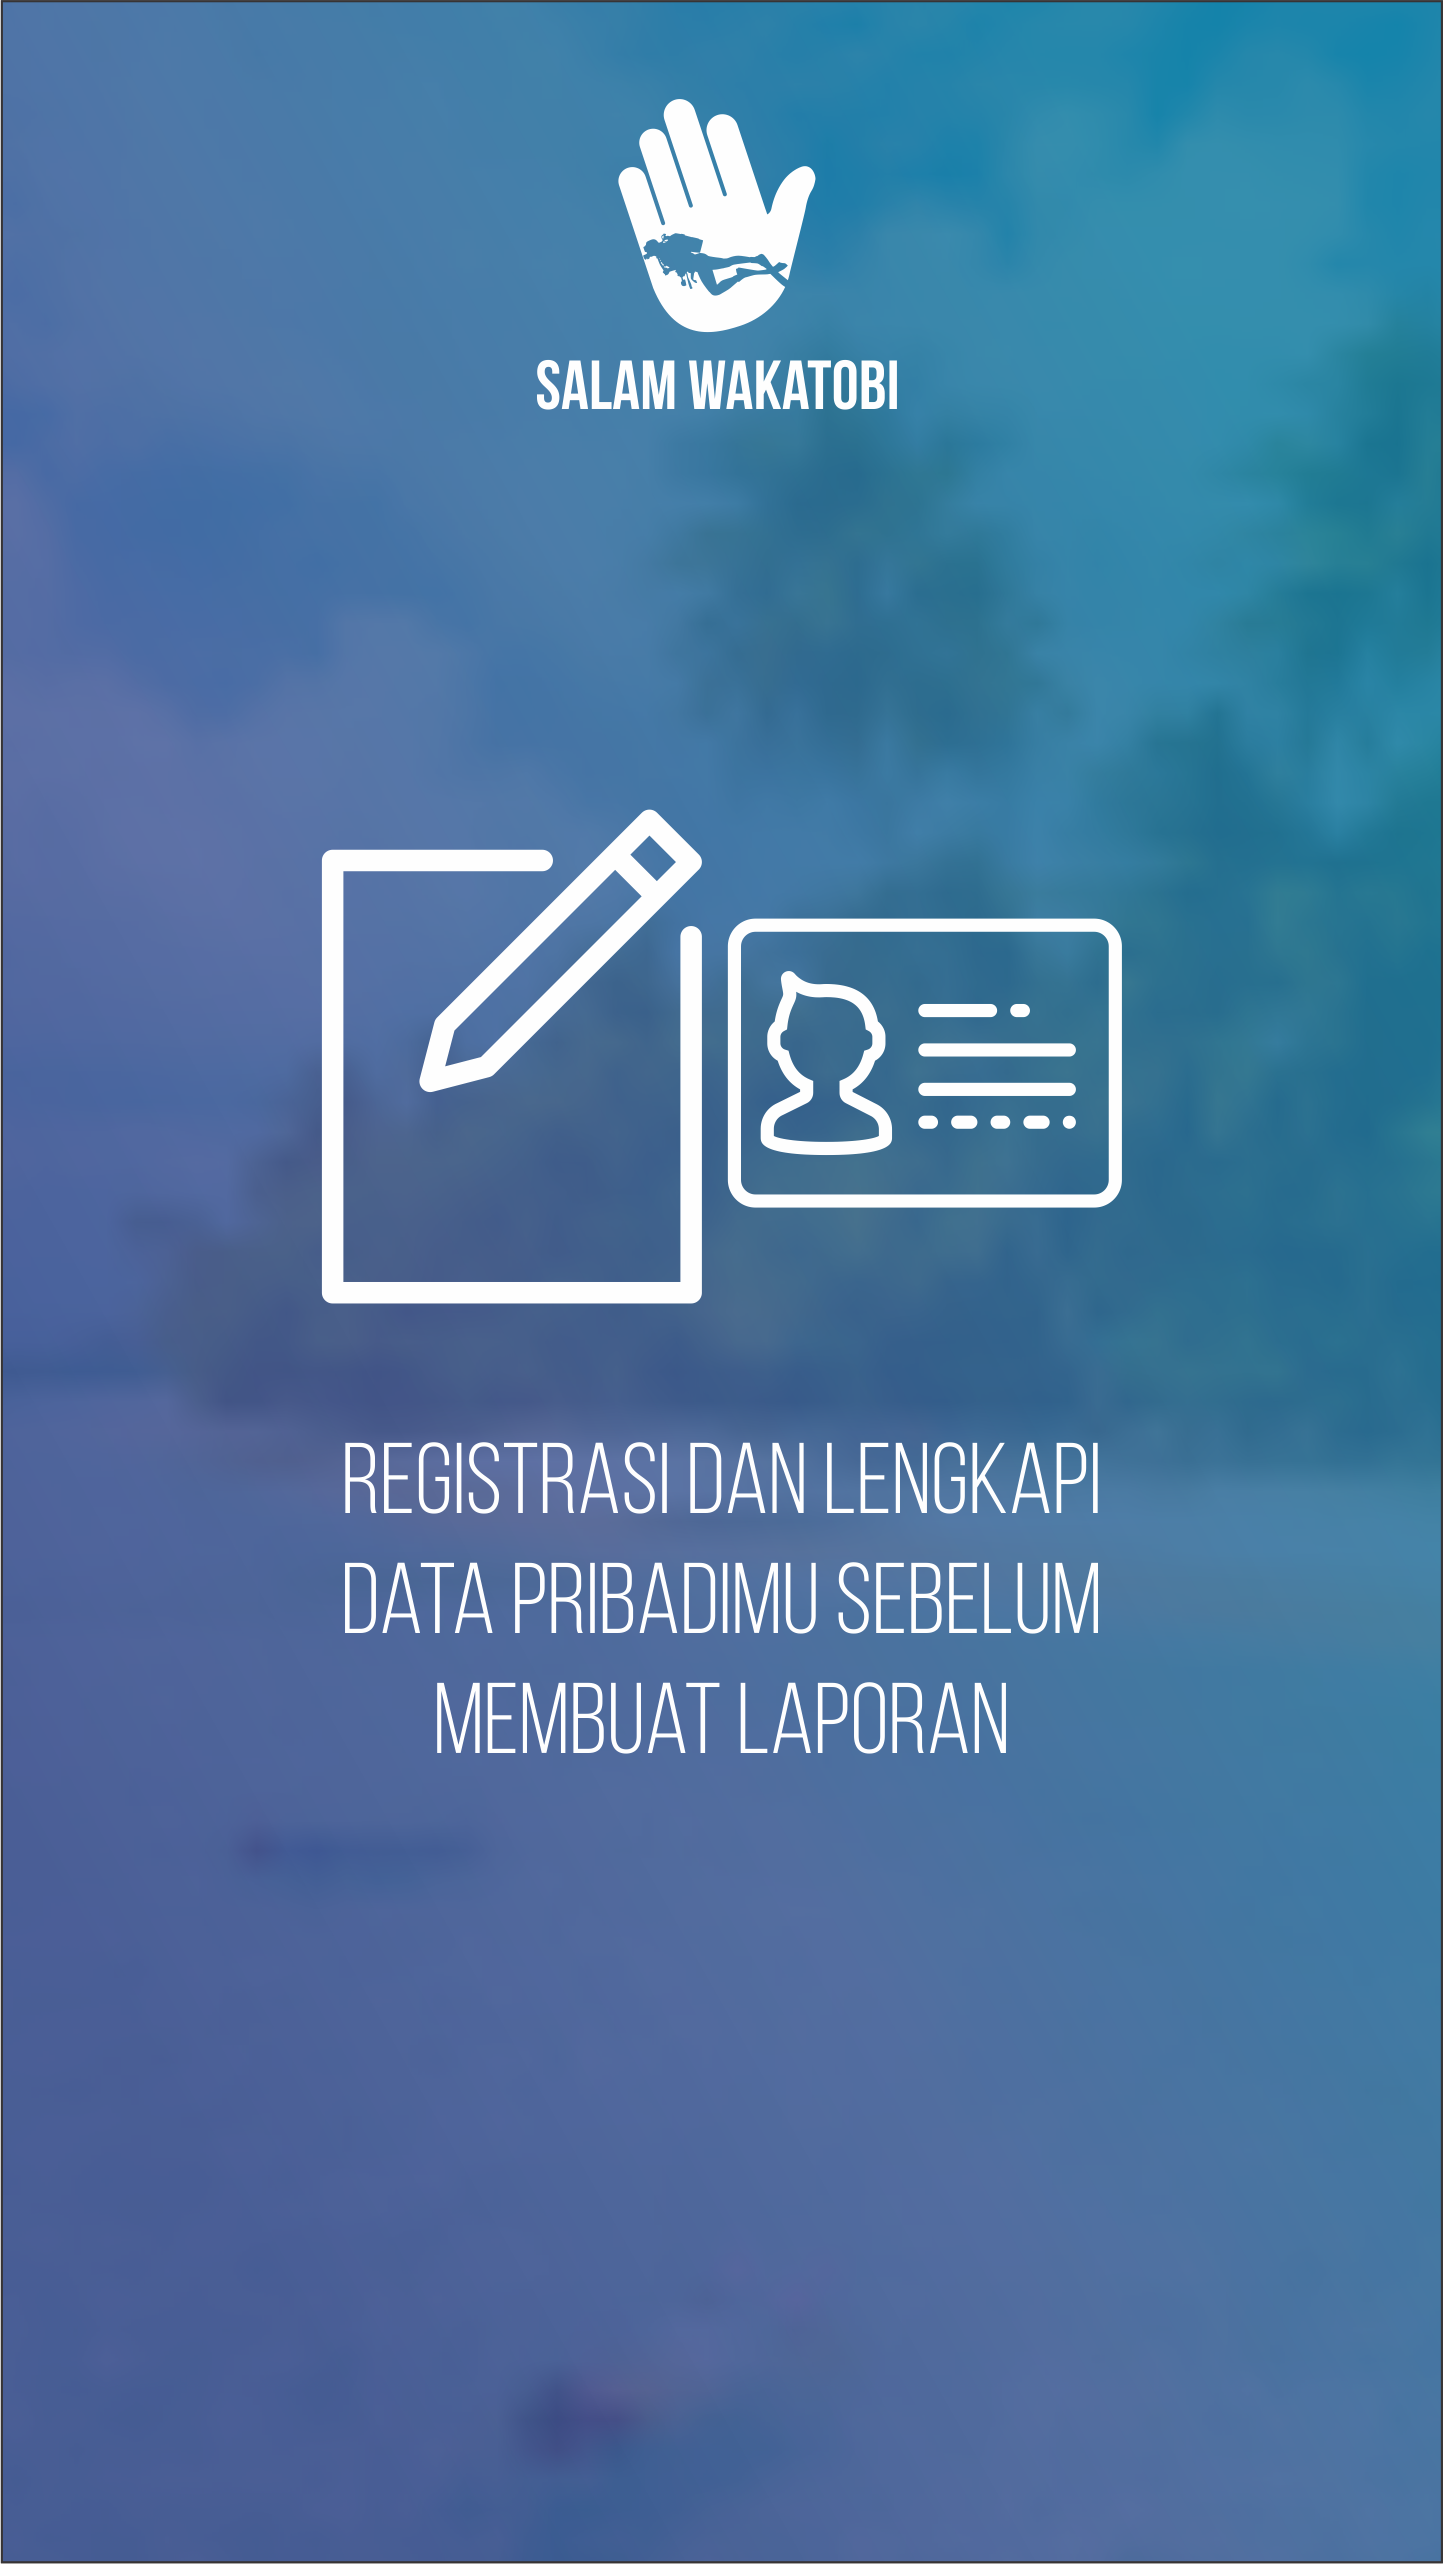 SALAM WAKATOBI
REGISTRASI DAN LENGKAPI
DATA PRIBADIMU SEBELUM
MEMBUAT LAPORAN